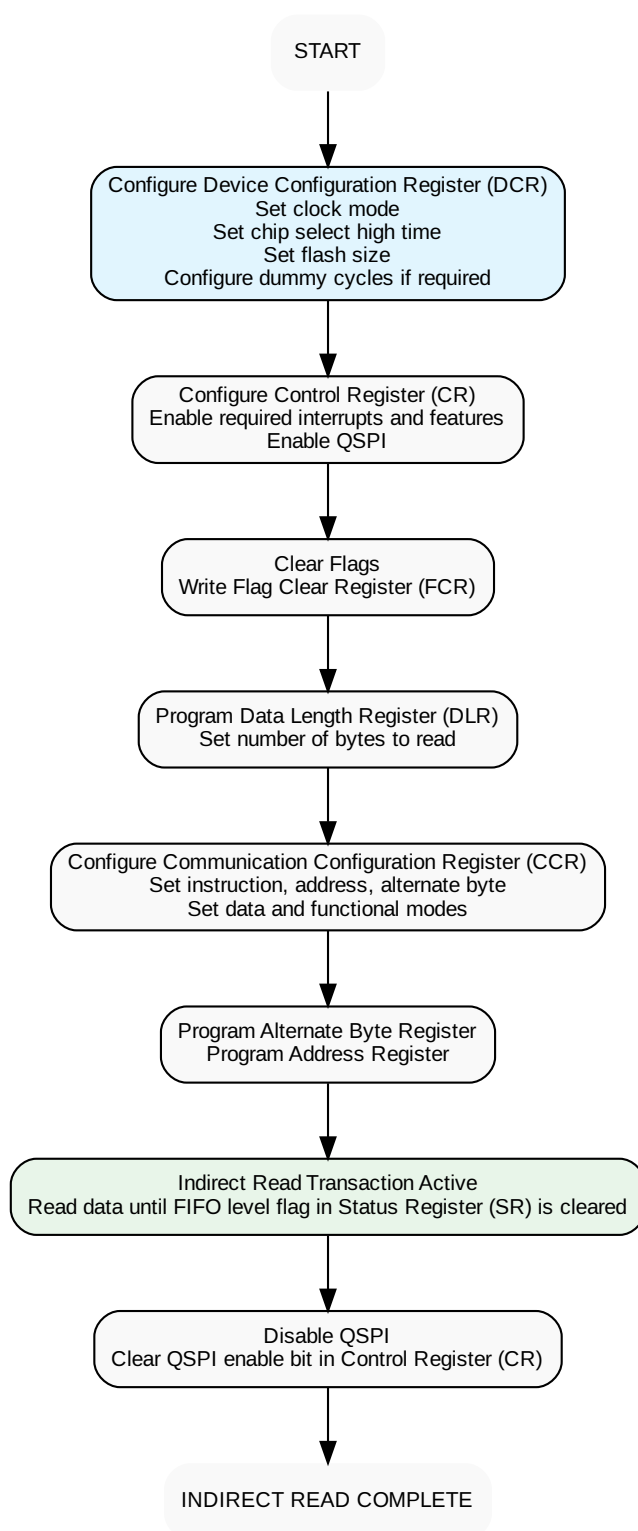 START
Configure Device Configuration Register (DCR)
Set clock mode
Set chip select high time
Set flash size
Configure dummy cycles if required
Configure Control Register (CR)
Enable required interrupts and features
Enable QSPI
Clear Flags
Write Flag Clear Register (FCR)
Program Data Length Register (DLR)
Set number of bytes to read
Configure Communication Configuration Register (CCR)
Set instruction, address, alternate byte
Set data and functional modes
Program Alternate Byte Register
Program Address Register
Indirect Read Transaction Active
Read data until FIFO level flag in Status Register (SR) is cleared
Disable QSPI
Clear QSPI enable bit in Control Register (CR)
INDIRECT READ COMPLETE